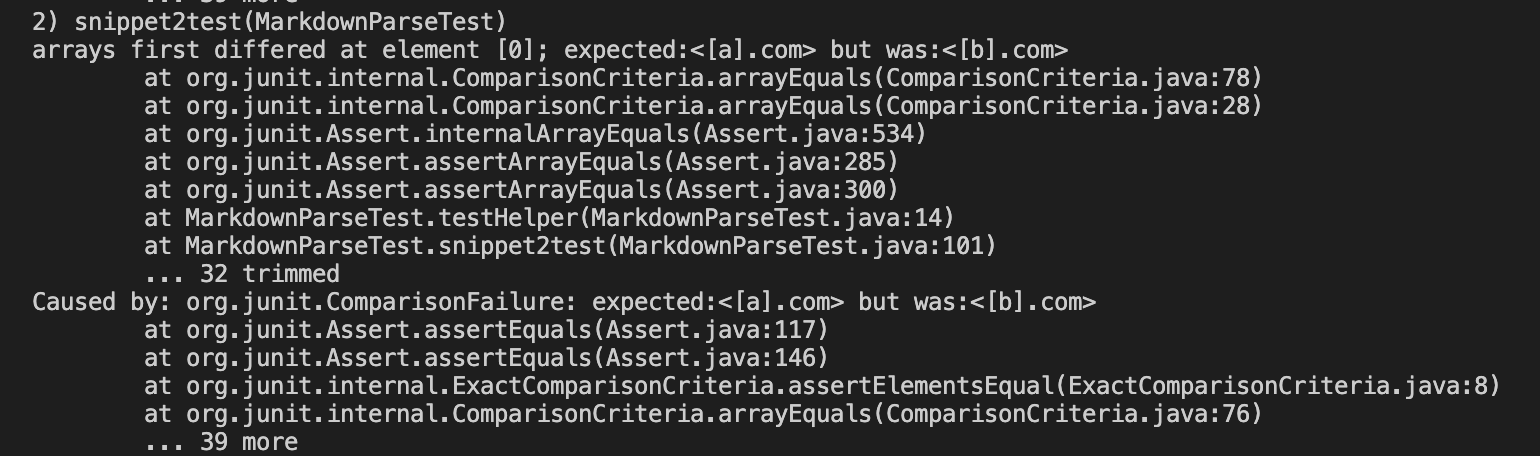 ... 39 more
2) snippet2test(MarkdownParseTest)
arrays first differed at element [0]; expected:<[a].com> but was:<[b].com>
at org.junit.internal.ComparisonCriteria.arrayEquals(ComparisonCriteria.java:78)
at org.junit.internal.ComparisonCriteria.arrayEquals(ComparisonCriteria.java:28)
at org.junit.Assert.internalArrayEquals(Assert.java:534)
at org.junit.Assert.assertArrayEquals(Assert.java:285)
at org.junit.Assert.assertArrayEquals(Assert.java:300)
at MarkdownParseTest.testHelper(MarkdownParseTest.java:14)
at MarkdownParseTest.snippet2test(MarkdownParseTest.java:101)
... 32 trimmed
Caused by: org.junit.ComparisonFailure: expected:<[a].com> but was:<[b].com>
at org.junit.Assert.assertEquals(Assert.java:117)
at org.junit.Assert.assertEquals(Assert.java:146)
at org.junit.internal.ExactComparisonCriteria.assertElementsEqual(ExactComparisonCriteria.java:8)
at org.junit.internal.ComparisonCriteria.arrayEquals(ComparisonCriteria.java:76)
... 39 more